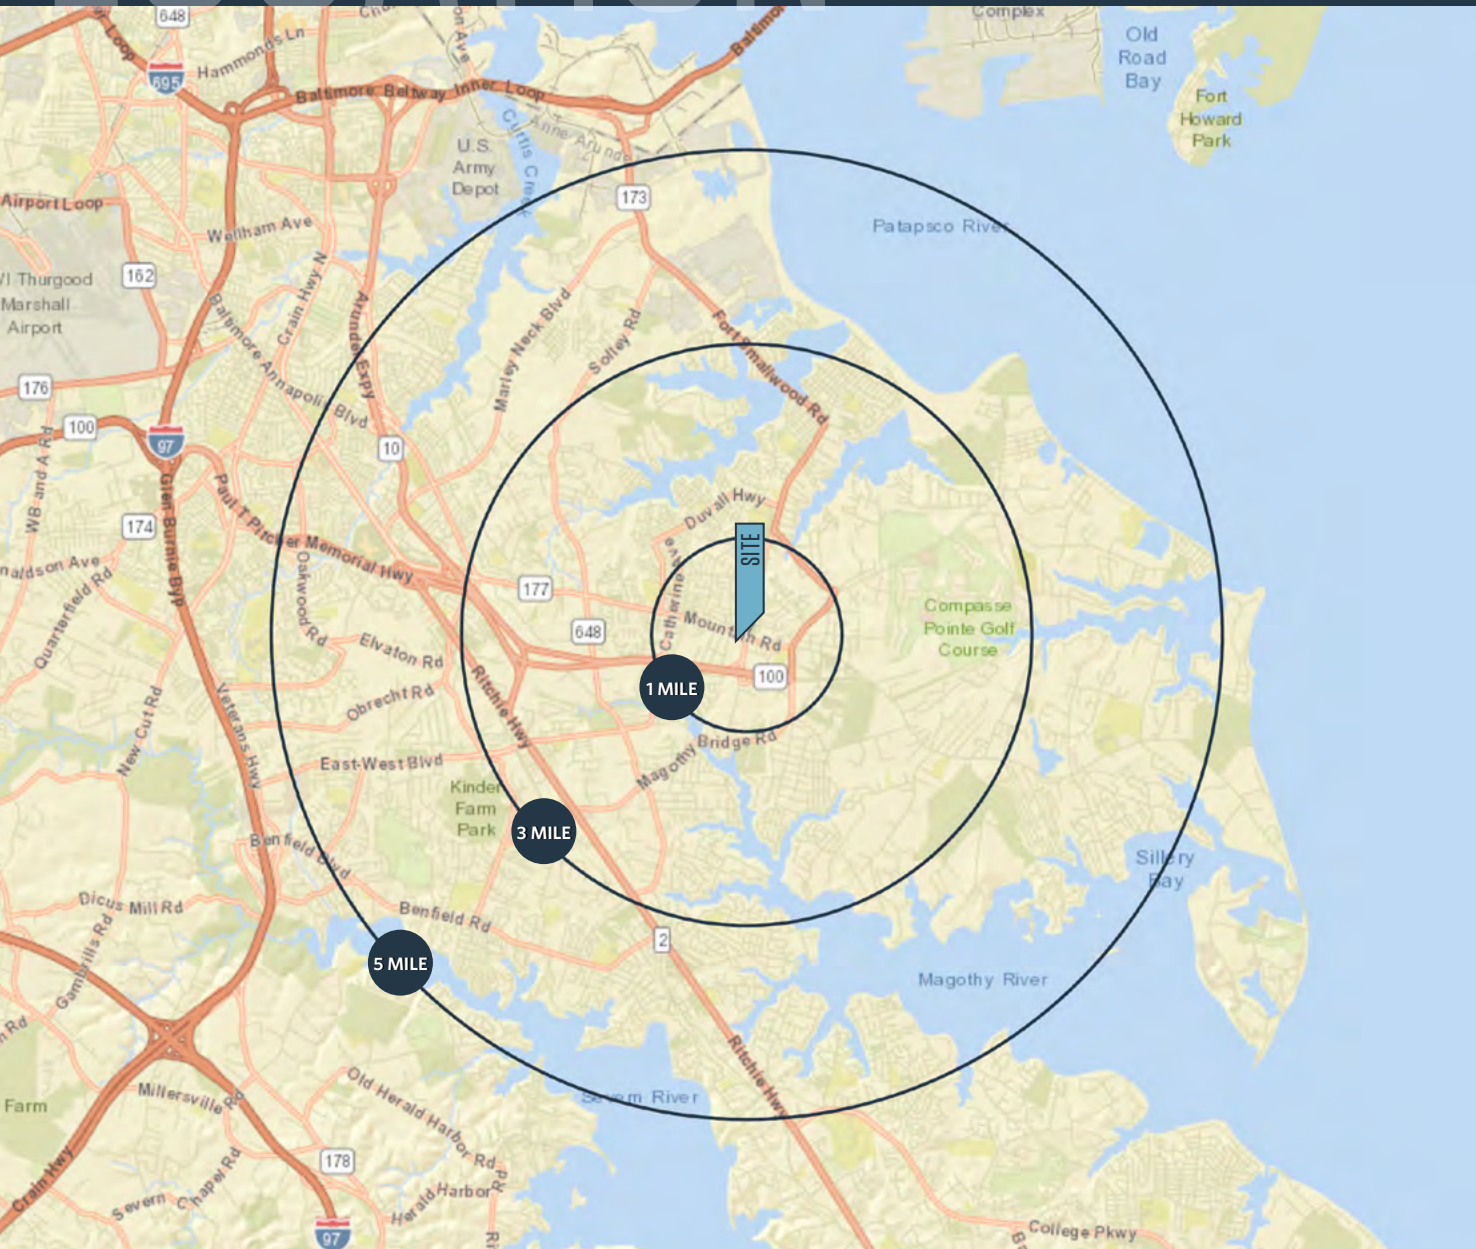 648
Hammonds Ln
695
Baltimore Beltway Inner Loop
Complex
Old
Road
Bay
Fort
Howard
Park
U.S.
Army
Depot
Curtis Creek
173
Patapsco River
Airport Loop
Wellham Ave
162
Thurgood
Marshall
Airport
Crain Hwy N
Baltimore Annapolis Blvd
Arundel Expy
Marley Neck Blvd
Solley Rd
Fort Smallwood Rd
176
100
97
10
WB and A Rd
174
Glen Burnie Byp
Paul T Pitcher Memorial Hwy
Duvall Hwy
SITE
Quarterfield Rd
Oakwood Rd
177
Catherine Ave
Mountain Rd
Compasse
Pointe Golf
Course
648
Elvaton Rd
100
1 MILE
Obrecht Rd
Ritchie Hwy
New Cut Rd
Veterans Hwy
Magothy Bridge Rd
East-West Blvd
Kinder
Farm
Park
3 MILE
Benfield Blvd
Sillery
Bay
Dicus Mill Rd
Gambrills Rd
Benfield Rd
2
5 MILE
Magothy River
Ritchie Hwy
Severn River
Millersville Rd
Old Herald Harbor Rd
Farm
178
Crain Hwy
Severn Chapel Rd
Herald Harbor Rd
97
College Pkwy